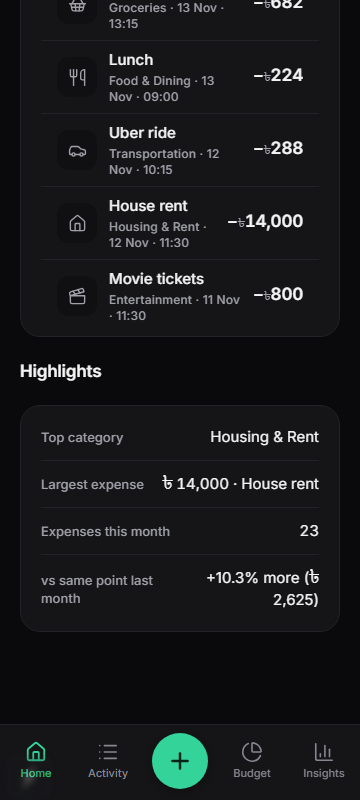 Groceries · 13 Nov · 
13:15
–৳682
Lunch
Food & Dining · 13
Nov · 09:00
–৳224
Uber ride
Transportation · 12
Nov · 10:15
–৳288
House rent
Housing & Rent ·
12 Nov · 11:30
–৳14,000
Movie tickets
Entertainment · 11 Nov
· 11:30
–৳800
Highlights
Top category
Housing & Rent
Largest expense
৳ 14,000 · House rent
Expenses this month
23
vs same point last
month
+10.3% more (৳
2,625)
Home
Activity
Budget
Insights